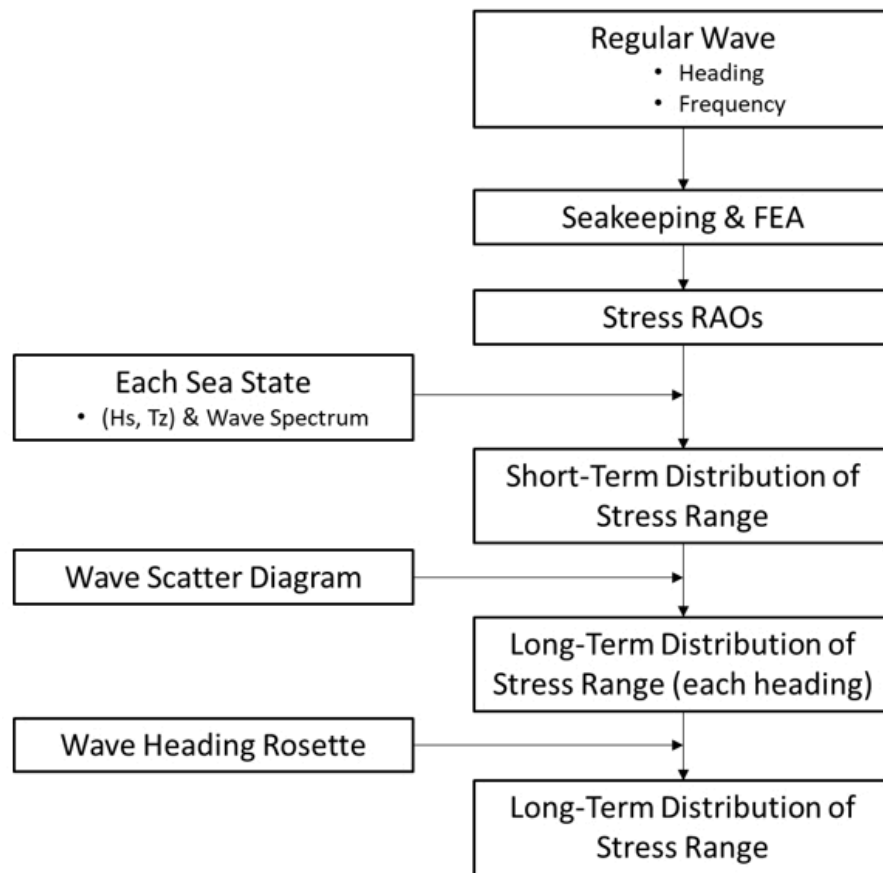 Regular Wave
• Heading
• Frequency
Seakeeping & FEA
Stress RAOs
Each Sea State
• (Hs, Tz) & Wave Spectrum
Short-Term Distribution of
Stress Range
Wave Scatter Diagram
Long-Term Distribution of
Stress Range (each heading)
Wave Heading Rosette
Long-Term Distribution of
Stress Range